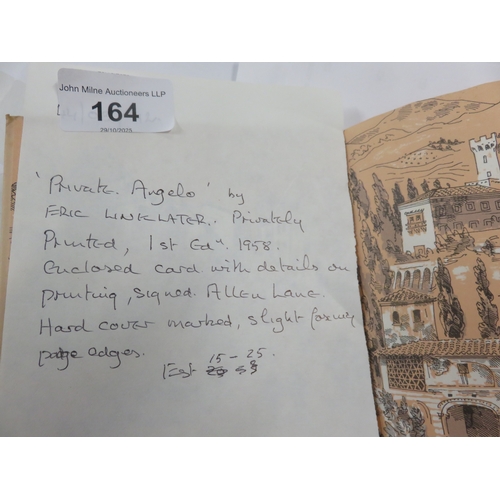 John Milne Auctioneers LLP
164
29/10/2025
'Private. Angelo' by
ERIC LINKLATER. Privately
Printed, 1st Edn. 1958.
Enclosed card with details on
printing, signed Allen Lane.
Hard cover marked, slight foxing
page edges.
15 - 25.
Est